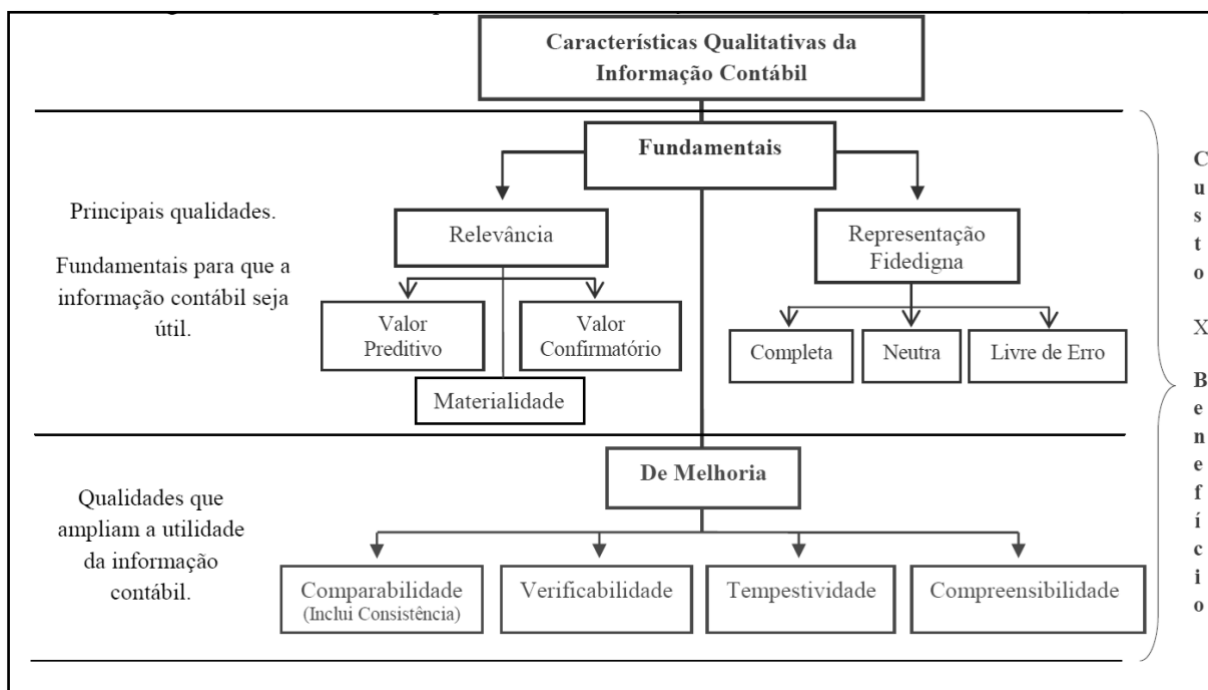 Características Qualitativas da
Informação Contábil
Fundamentais
Principais qualidades.
Fundamentais para que a
informação contábil seja
útil.
Relevância
Representação
Fidedigna
Valor
Preditivo
Valor
Confirmatório
Materialidade
Completa
Neutra
Livre de Erro
De Melhoria
Qualidades que
ampliam a utilidade
da informação
contábil.
Comparabilidade
(Inclui Consistência)
Verificabilidade
Tempestividade
Compreensibilidade
Custo
X
Benefício